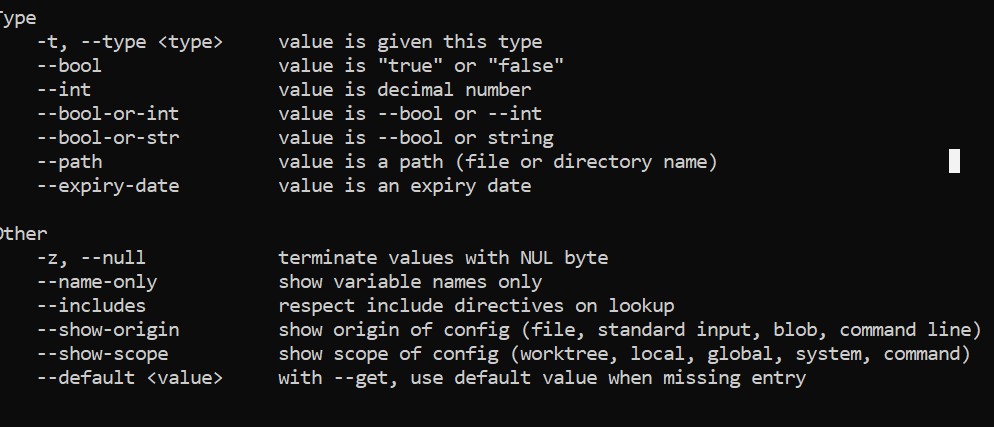 Type
-t, --type <type> value is given this type
--bool value is "true" or "false"
--int value is decimal number
--bool-or-int value is --bool or --int
--bool-or-str value is --bool or string
--path value is a path (file or directory name)
--expiry-date value is an expiry date
Other
-z, --null terminate values with NUL byte
--name-only show variable names only
--includes respect include directives on lookup
--show-origin show origin of config (file, standard input, blob, command line)
--show-scope show scope of config (worktree, local, global, system, command)
--default <value> with --get, use default value when missing entry